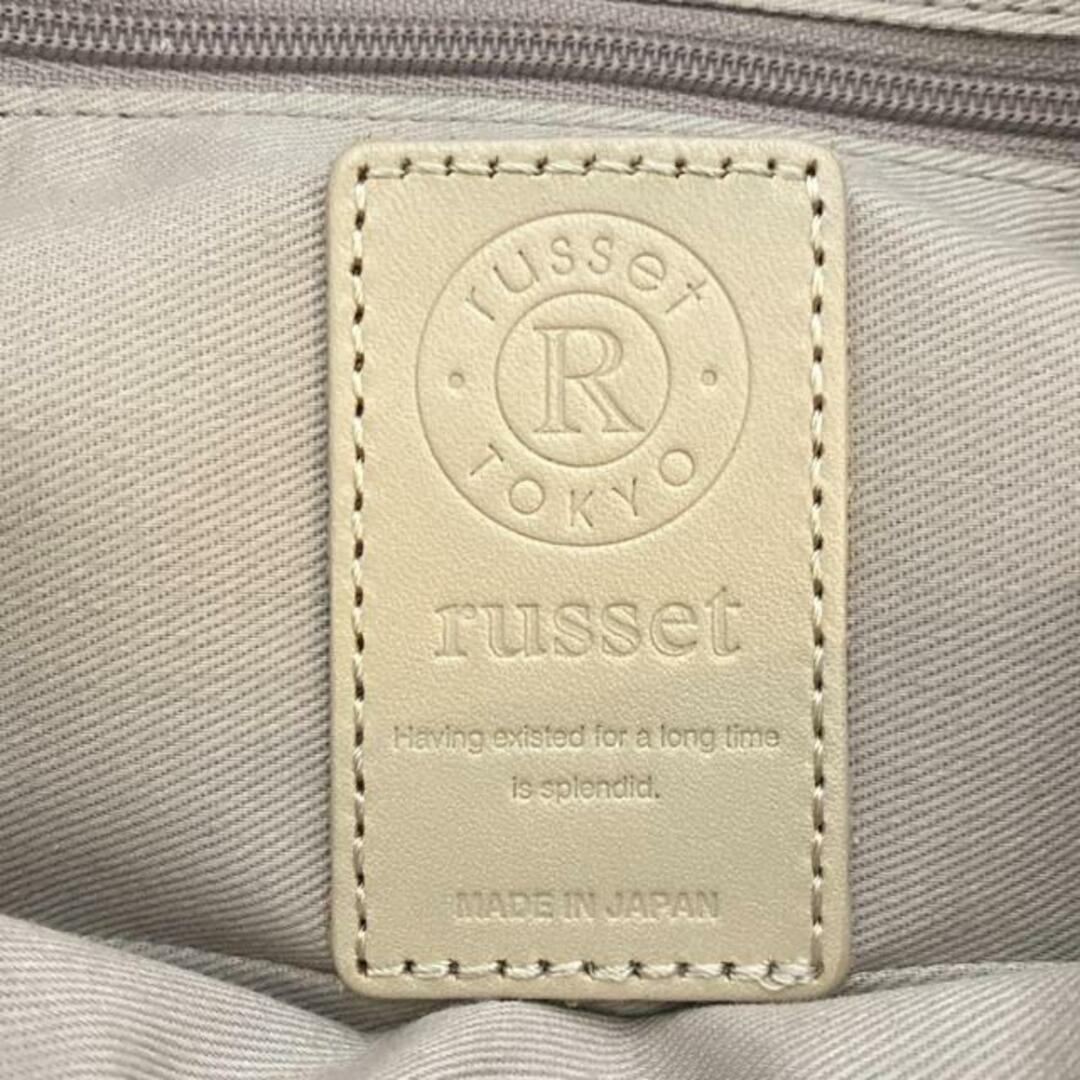 russet
R
TOKYO
russet
Having existed for a long time
is splendid.
MADE IN JAPAN